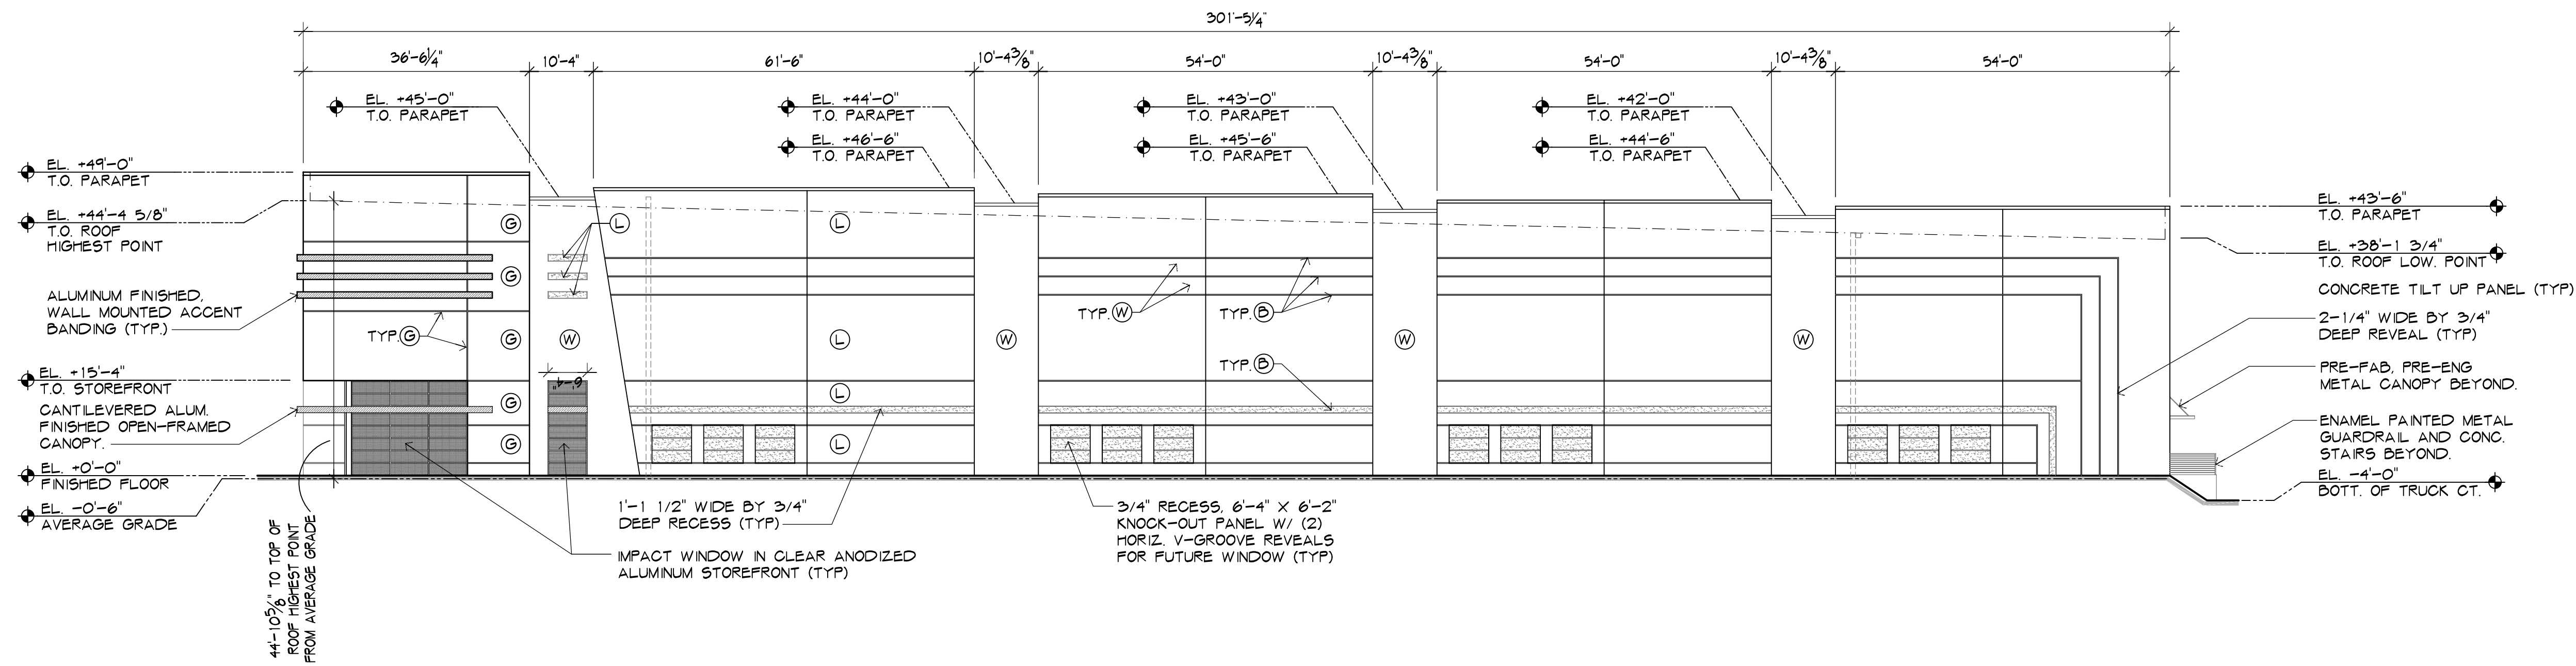 301'-5¼"
36'-6¼"
10'-4"
61'-6"
10'-4⅜"
54'-0"
10'-4⅜"
54'-0"
10'-4⅜"
54'-0"
EL. +45'-0"
T.O. PARAPET
EL. +44'-0"
T.O. PARAPET
EL. +46'-6"
T.O. PARAPET
EL. +43'-0"
T.O. PARAPET
EL. +45'-6"
T.O. PARAPET
EL. +42'-0"
T.O. PARAPET
EL. +44'-6"
T.O. PARAPET
EL. +49'-0"
T.O. PARAPET
EL. +44'-4 5/8"
T.O. ROOF
HIGHEST POINT
ALUMINUM FINISHED,
WALL MOUNTED ACCENT
BANDING (TYP.)
EL. +15'-4"
T.O. STOREFRONT
CANTILEVERED ALUM.
FINISHED OPEN-FRAMED
CANOPY.
EL. +0'-0"
FINISHED FLOOR
EL. -0'-6"
AVERAGE GRADE
44'-10⅝" TO TOP OF
ROOF HIGHEST POINT
FROM AVERAGE GRADE
G
G
TYP. G
G
G
G
L
W
6'-4"
L
L
L
L
W
TYP. W
TYP. B
TYP. B
W
W
1'-1 1/2" WIDE BY 3/4"
DEEP RECESS (TYP)
IMPACT WINDOW IN CLEAR ANODIZED
ALUMINUM STOREFRONT (TYP)
3/4" RECESS, 6'-4" X 6'-2"
KNOCK-OUT PANEL W/ (2)
HORIZ. V-GROOVE REVEALS
FOR FUTURE WINDOW (TYP)
EL. +43'-6"
T.O. PARAPET
EL. +38'-1 3/4"
T.O. ROOF LOW. POINT
CONCRETE TILT UP PANEL (TYP)
2-1/4" WIDE BY 3/4"
DEEP REVEAL (TYP)
PRE-FAB, PRE-ENG
METAL CANOPY BEYOND.
ENAMEL PAINTED METAL
GUARDRAIL AND CONC.
STAIRS BEYOND.
EL. -4'-0"
BOTT. OF TRUCK CT.